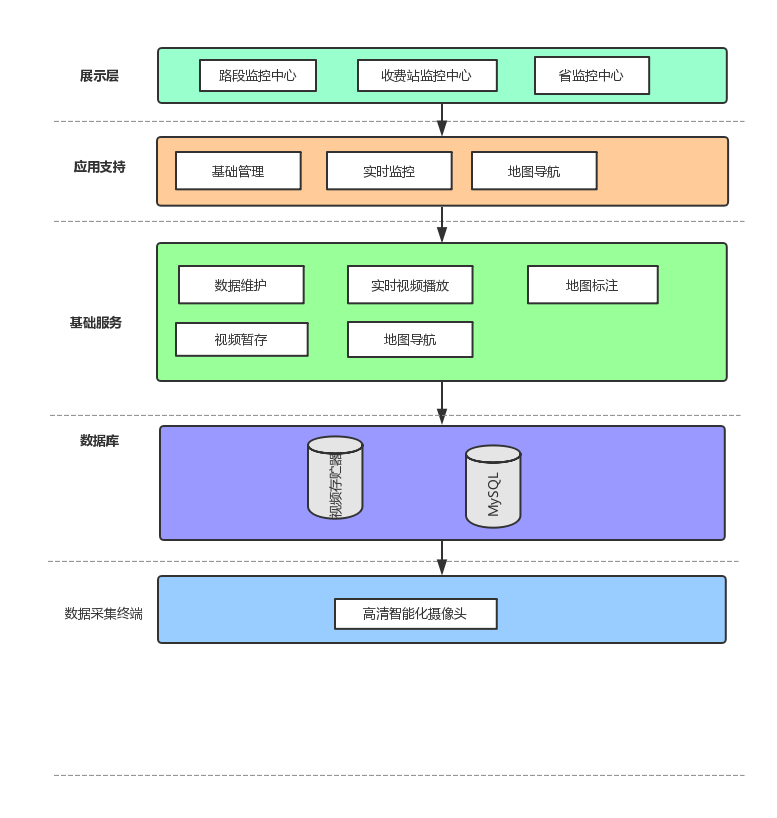 展示层
路段监控中心
收费站监控中心
省监控中心
应用支持
基础管理
实时监控
地图导航
基础服务
数据维护
实时视频播放
地图标注
视频暂存
地图导航
数据库
视频存贮器
MySQL
数据采集终端
高清智能化摄像头